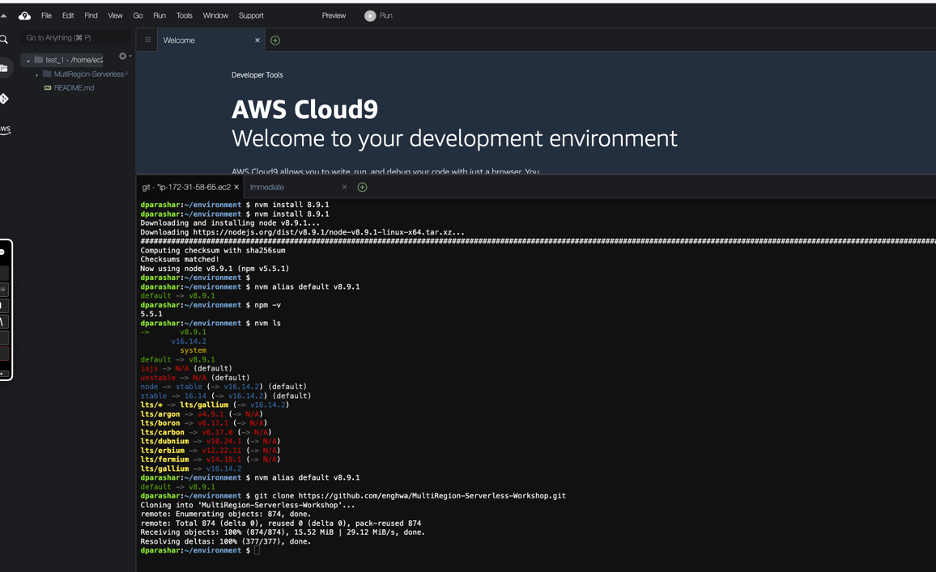 File Edit Find View Go Run Tools Window Support Preview Run
Go to Anything (⌘ P)
Welcome
test_1 - /home/ec2
MultiRegion-Serverless-
README.md
aws
Developer Tools
AWS Cloud9
Welcome to your development environment
AWS Cloud9 allows you to write, run, and debug your code with just a browser. You
git - "ip-172-31-58-65.ec2 Immediate
dparashar:~/environment $ nvm install 8.9.1
dparashar:~/environment $ nvm install 8.9.1
Downloading and installing node v8.9.1...
Downloading https://nodejs.org/dist/v8.9.1/node-v8.9.1-linux-x64.tar.xz...
Computing checksum with sha256sum
Checksums matched!
Now using node v8.9.1 (npm v5.5.1)
dparashar:~/environment $
dparashar:~/environment $ nvm alias default v8.9.1
default -> v8.9.1
dparashar:~/environment $ npm -v
5.5.1
dparashar:~/environment $ nvm ls
-> v8.9.1
v16.14.2
system
default -> v8.9.1
iojs -> N/A (default)
unstable -> N/A (default)
node -> stable (-> v16.14.2) (default)
stable -> 16.14 (-> v16.14.2) (default)
lts/* -> lts/gallium (-> v16.14.2)
lts/argon -> v4.9.1 (-> N/A)
lts/boron -> v6.17.1 (-> N/A)
lts/carbon -> v8.17.0 (-> N/A)
lts/dubnium -> v10.24.1 (-> N/A)
lts/erbium -> v12.22.11 (-> N/A)
lts/fermium -> v14.19.1 (-> N/A)
lts/gallium -> v16.14.2
dparashar:~/environment $ nvm alias default v8.9.1
default -> v8.9.1
dparashar:~/environment $ git clone https://github.com/enghwa/MultiRegion-Serverless-Workshop.git
Cloning into 'MultiRegion-Serverless-Workshop'...
remote: Enumerating objects: 874, done.
remote: Total 874 (delta 0), reused 0 (delta 0), pack-reused 874
Receiving objects: 100% (874/874), 15.52 MiB | 29.12 MiB/s, done.
Resolving deltas: 100% (377/377), done.
dparashar:~/environment $